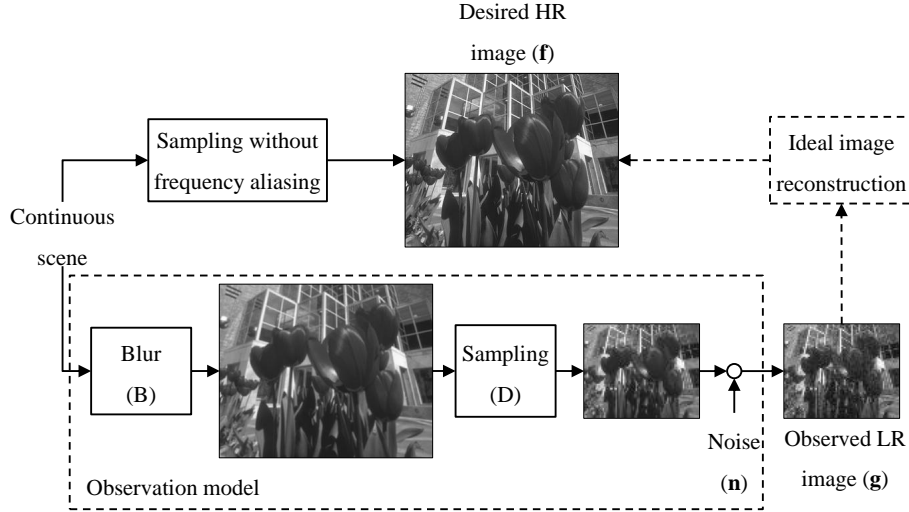 Desired HR
image (f)
Sampling without
frequency aliasing
Ideal image
reconstruction
Continuous
scene
Blur
(B)
Sampling
(D)
Noise
(n)
Observed LR
image (g)
Observation model